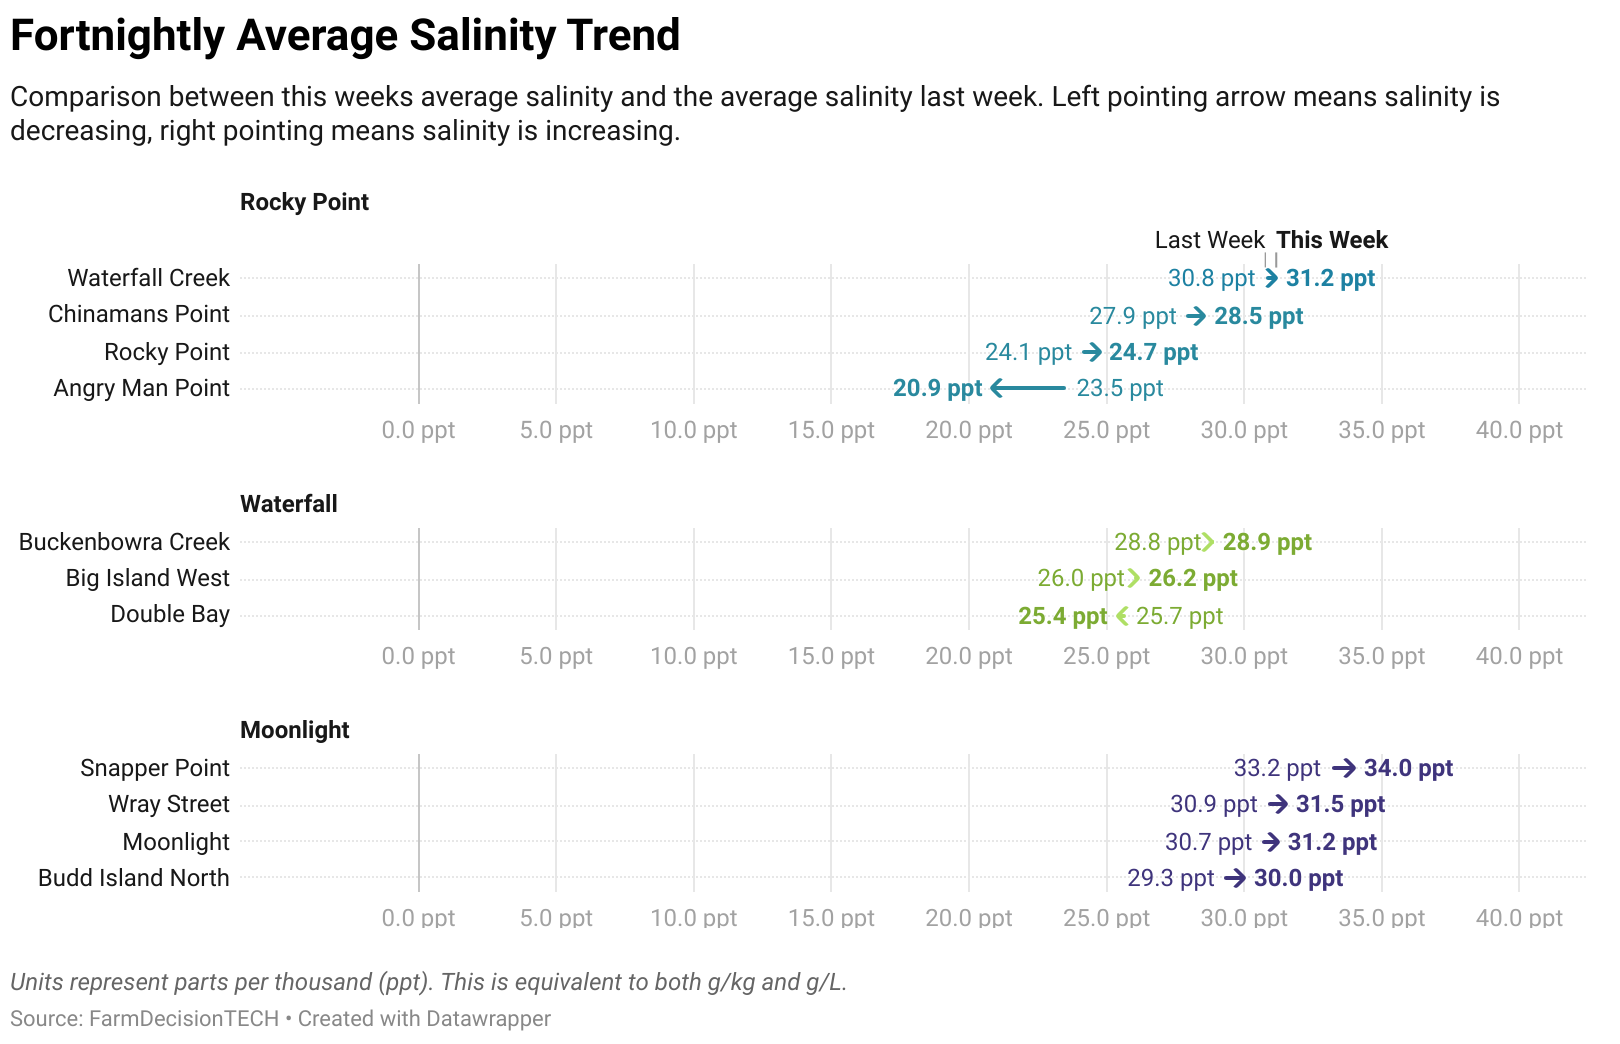 Fortnightly Average Salinity Trend
Comparison between this weeks average salinity and the average salinity last week. Left pointing arrow means salinity is
decreasing, right pointing means salinity is increasing.
Rocky Point
Last Week This Week
Waterfall Creek 30.8 ppt 31.2 ppt
Chinamans Point 27.9 ppt 28.5 ppt
Rocky Point 24.1 ppt 24.7 ppt
Angry Man Point 20.9 ppt 23.5 ppt
0.0 ppt 5.0 ppt 10.0 ppt 15.0 ppt 20.0 ppt 25.0 ppt 30.0 ppt 35.0 ppt 40.0 ppt
Waterfall
Buckenbowra Creek 28.8 ppt 28.9 ppt
Big Island West 26.0 ppt 26.2 ppt
Double Bay 25.4 ppt 25.7 ppt
0.0 ppt 5.0 ppt 10.0 ppt 15.0 ppt 20.0 ppt 25.0 ppt 30.0 ppt 35.0 ppt 40.0 ppt
Moonlight
Snapper Point 33.2 ppt 34.0 ppt
Wray Street 30.9 ppt 31.5 ppt
Moonlight 30.7 ppt 31.2 ppt
Budd Island North 29.3 ppt 30.0 ppt
0.0 ppt 5.0 ppt 10.0 ppt 15.0 ppt 20.0 ppt 25.0 ppt 30.0 ppt 35.0 ppt 40.0 ppt
Units represent parts per thousand (ppt). This is equivalent to both g/kg and g/L.
Source: FarmDecisionTECH • Created with Datawrapper